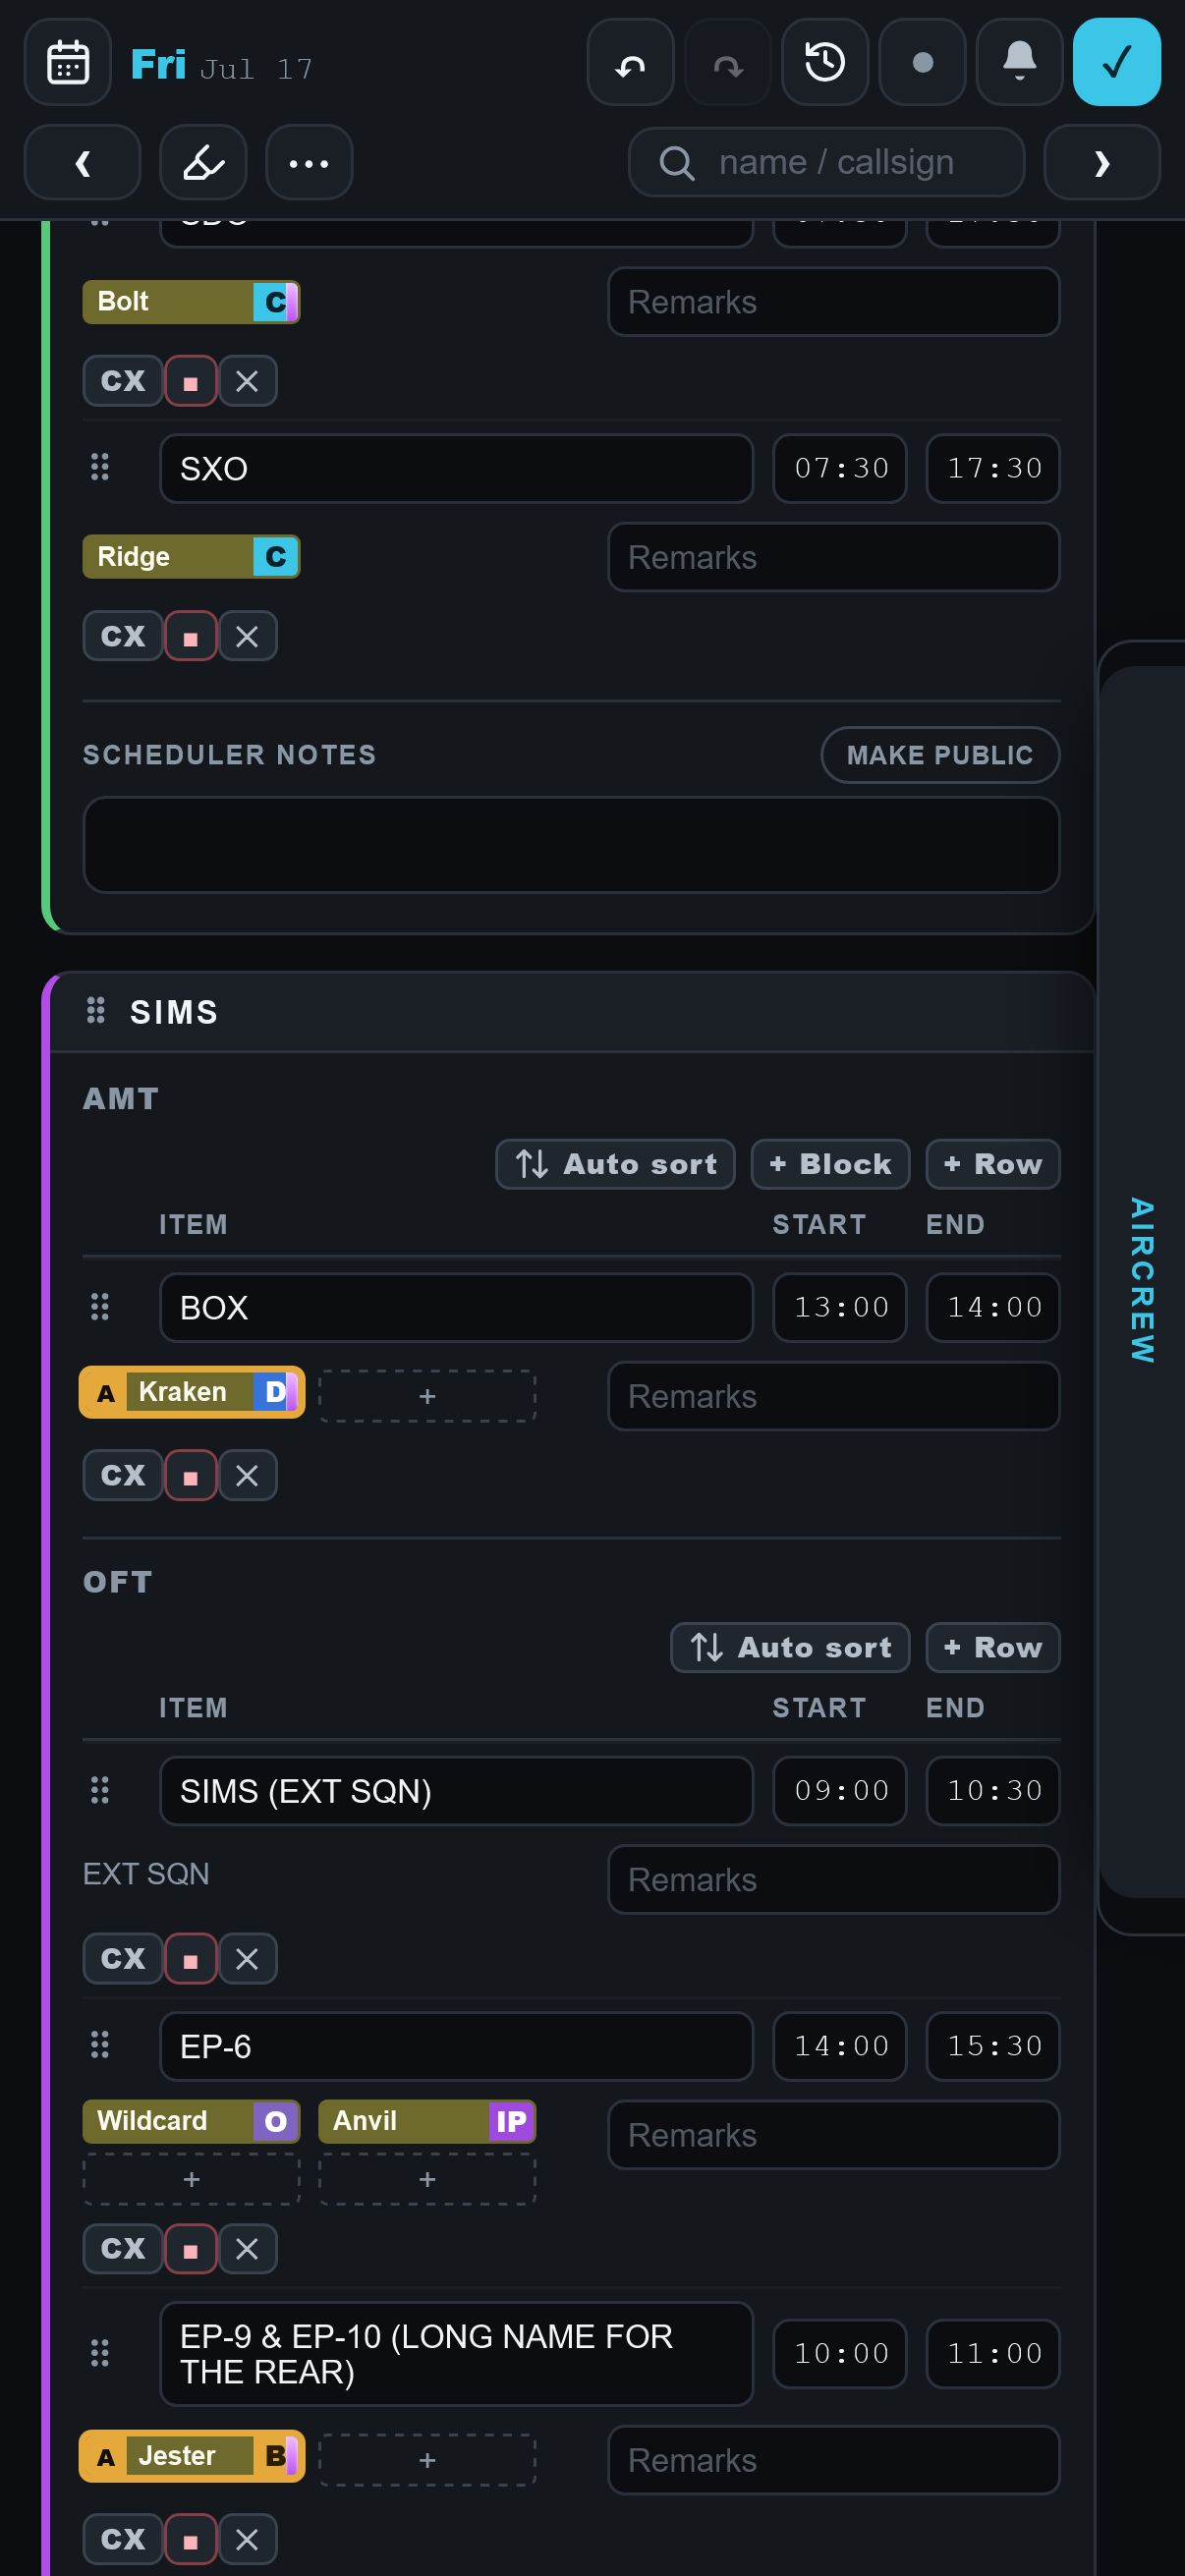 Fri Jul 17
name / callsign
Bolt C
Remarks
CX
SXO 07:30 17:30
Ridge C
Remarks
CX
SCHEDULER NOTES MAKE PUBLIC
SIMS
AMT
Auto sort + Block + Row
ITEM START END
BOX 13:00 14:00
A Kraken D +
Remarks
CX
OFT
Auto sort + Row
ITEM START END
SIMS (EXT SQN) 09:00 10:30
EXT SQN
Remarks
CX
EP-6 14:00 15:30
Wildcard O Anvil IP
Remarks
+ +
CX
EP-9 & EP-10 (LONG NAME FOR
THE REAR) 10:00 11:00
A Jester B +
Remarks
CX
AIRCREW